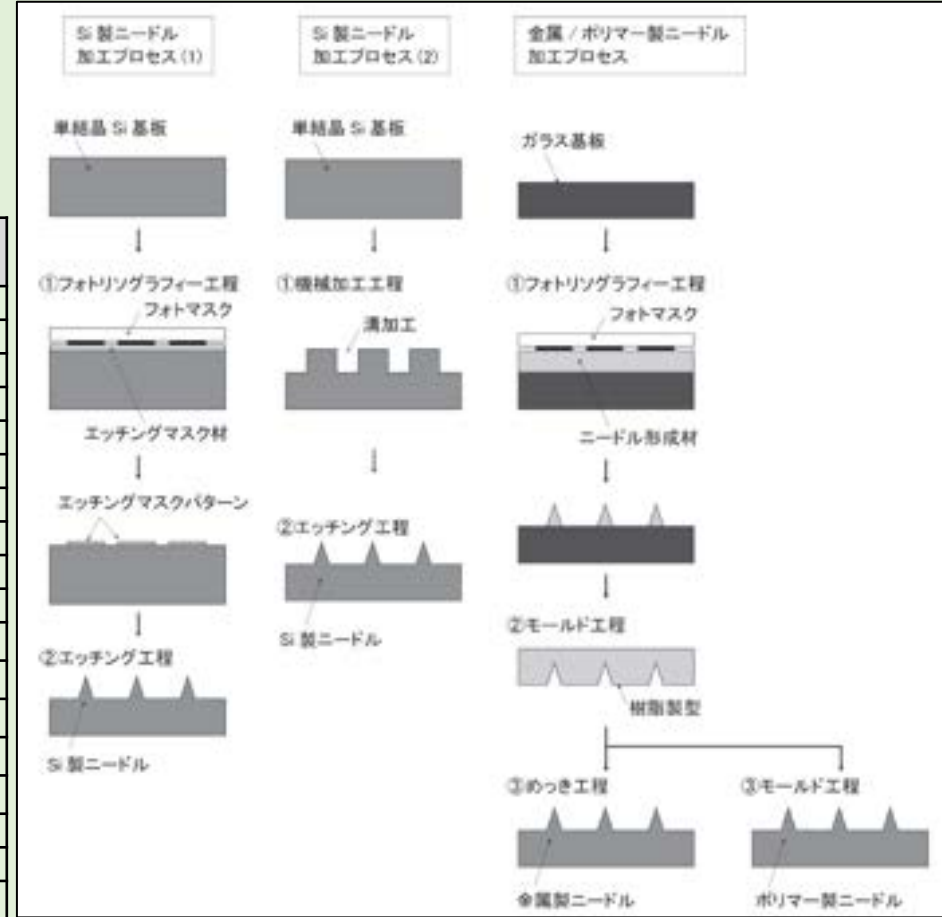 Si 製ニードル
加工プロセス(1)
単結晶 Si 基板
①フォトリソグラフィー工程
フォトマスク
エッチングマスク材
エッチングマスクパターン
②エッチング工程
Si 製ニードル
Si 製ニードル
加工プロセス(2)
単結晶 Si 基板
①機械加工工程
溝加工
②エッチング工程
Si 製ニードル
金属 / ポリマー製ニードル
加工プロセス
ガラス基板
①フォトリソグラフィー工程
フォトマスク
ニードル形成材
②モールド工程
樹脂製型
③めっき工程
金属製ニードル
③モールド工程
ポリマー製ニードル